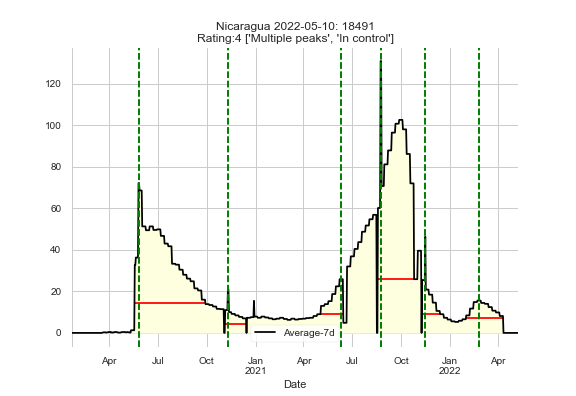 Nicaragua 2022-05-10: 18491
Rating:4 ['Multiple peaks', 'In control']
120
100
80
60
40
20
0
Average-7d
Apr Jul Oct Jan Apr Jul Oct Jan Apr
2021 2022
Date